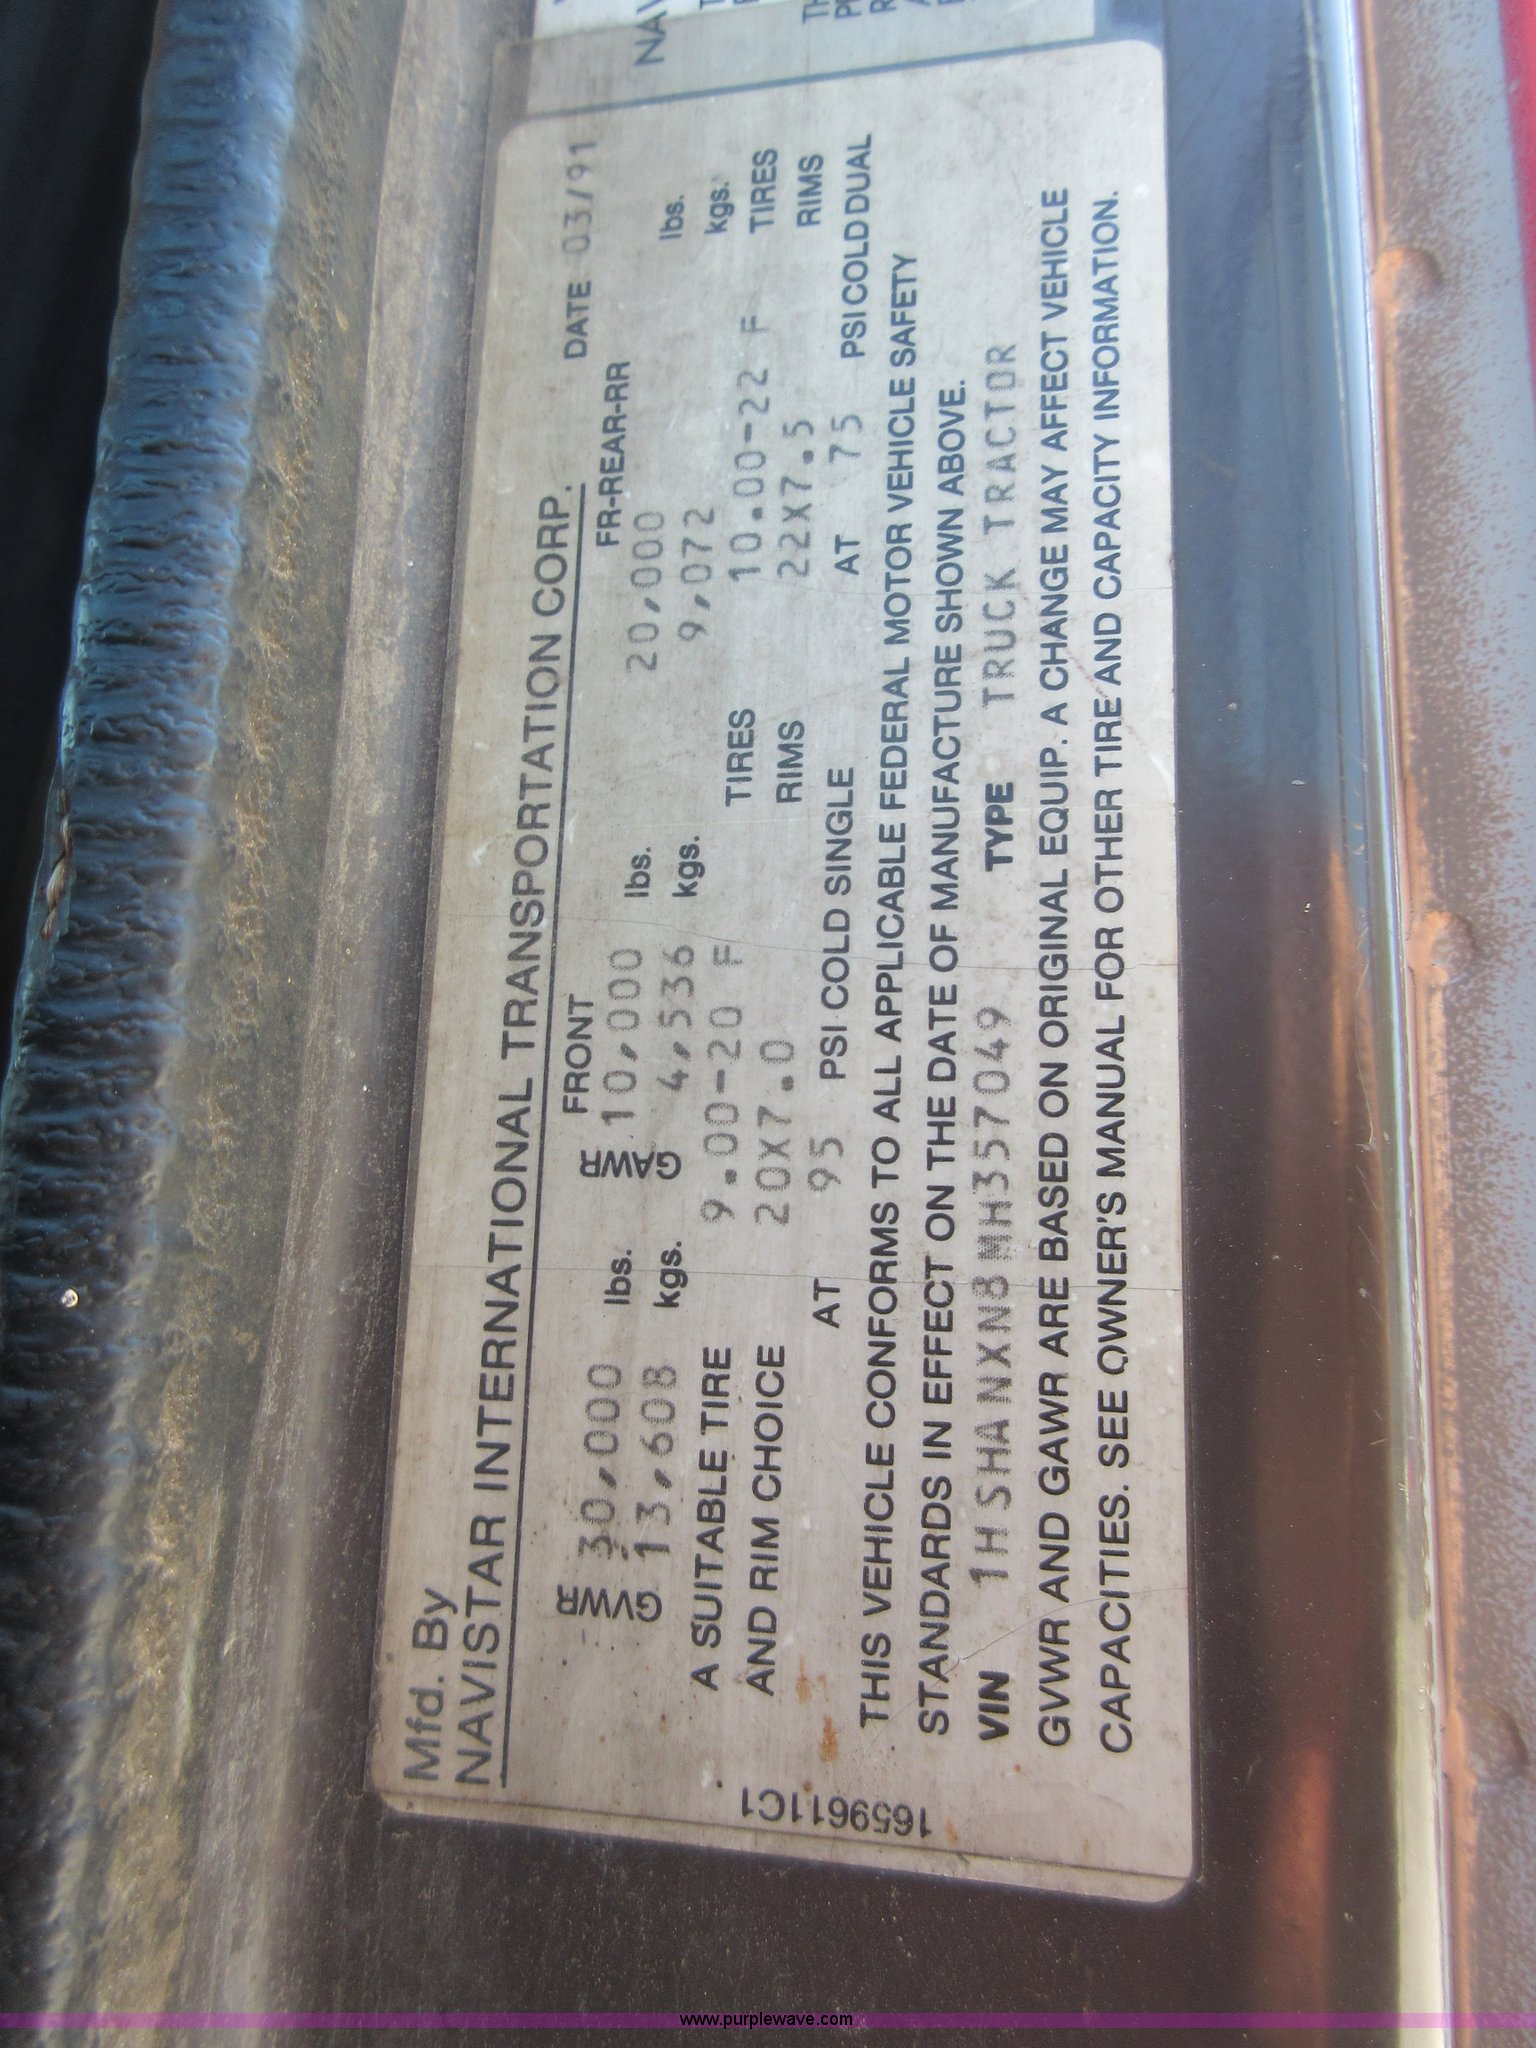 Mfd. By
NAVISTAR INTERNATIONAL TRANSPORTATION CORP. DATE 03/91
FRONT FR-REAR-RR
GVWR 30,000 lbs. GAWR 10,000 lbs. 20,000 lbs.
13,608 kgs. 4,536 kgs. 9,072 kgs.
A SUITABLE TIRE 9.00-20 F TIRES 10.00-22 F TIRES
AND RIM CHOICE 20X7.0 RIMS 22X7.5 RIMS
AT 95 PSI COLD SINGLE AT 75 PSI COLD DUAL
THIS VEHICLE CONFORMS TO ALL APPLICABLE FEDERAL MOTOR VEHICLE SAFETY
STANDARDS IN EFFECT ON THE DATE OF MANUFACTURE SHOWN ABOVE.
VIN 1HSHANXN8MH357049 TYPE TRUCK TRACTOR
GVWR AND GAWR ARE BASED ON ORIGINAL EQUIP. A CHANGE MAY AFFECT VEHICLE
CAPACITIES. SEE OWNER'S MANUAL FOR OTHER TIRE AND CAPACITY INFORMATION.
1659611C1
www.purplewave.com